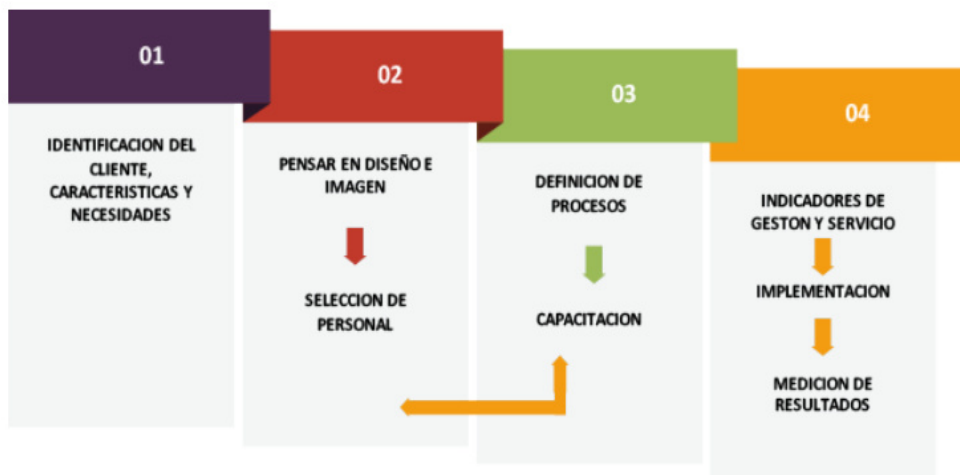 01
IDENTIFICACION DEL
CLIENTE,
CARACTERISTICAS Y
NECESIDADES
02
PENSAR EN DISEÑO E
IMAGEN
SELECCION DE
PERSONAL
03
DEFINICION DE
PROCESOS
CAPACITACION
04
INDICADORES DE
GESTON Y SERVICIO
IMPLEMENTACION
MEDICION DE
RESULTADOS